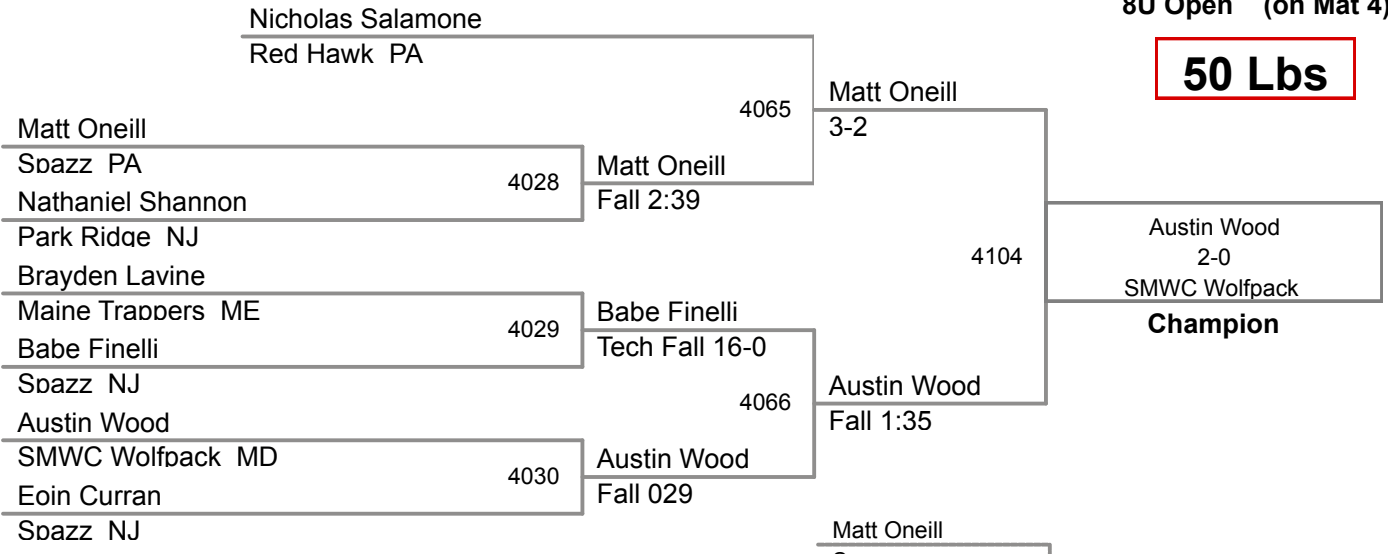 Nicholas Salamone
8U Open (on Mat 4)
Red Hawk PA
50 Lbs
4065
Matt Oneill
3-2
Matt Oneill
Spazz PA
4028
Matt Oneill
Fall 2:39
Nathaniel Shannon
Park Ridge NJ
4104
Austin Wood
2-0
SMWC Wolfpack
Champion
Brayden Lavine
Maine Trappers ME
4029
Babe Finelli
Tech Fall 16-0
Babe Finelli
Spazz NJ
4066
Austin Wood
Fall 1:35
Austin Wood
SMWC Wolfpack MD
4030
Austin Wood
Fall 029
Eoin Curran
Spazz NJ
Matt Oneill